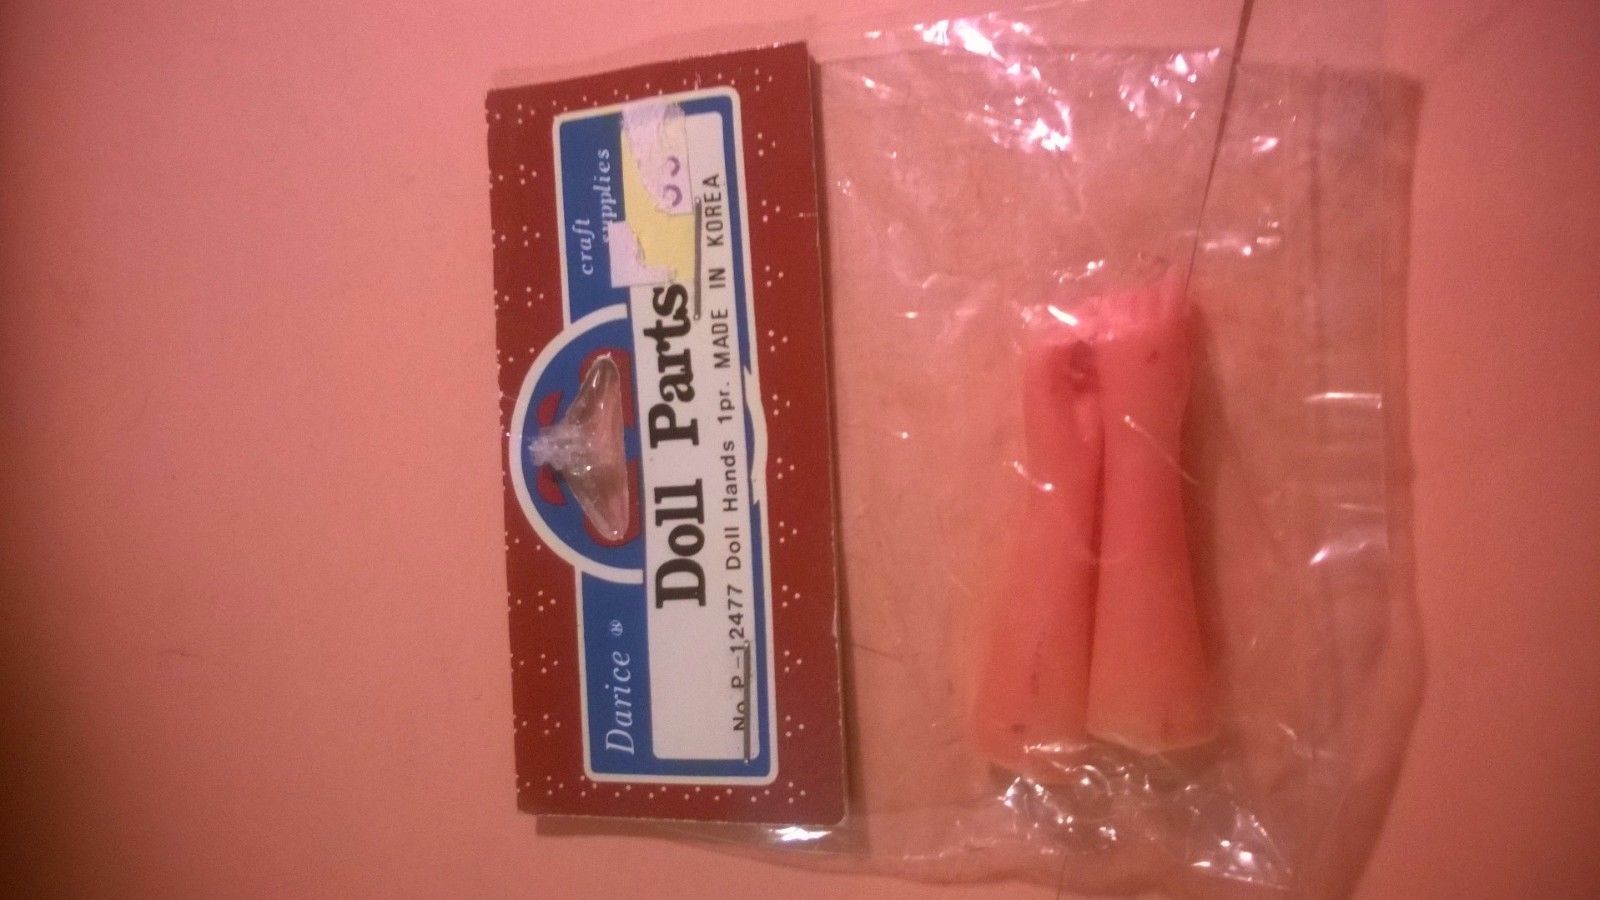 Darice ®
craft
supplies
Doll Parts
No. P-12477 Doll Hands 1pr. MADE IN KOREA